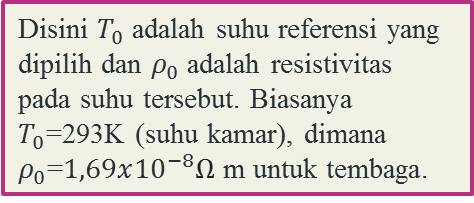 Disini T₀ adalah suhu referensi yang
dipilih dan ρ₀ adalah resistivitas
pada suhu tersebut. Biasanya
T₀=293K (suhu kamar), dimana
ρ₀=1,69x10⁻⁸Ω m untuk tembaga.